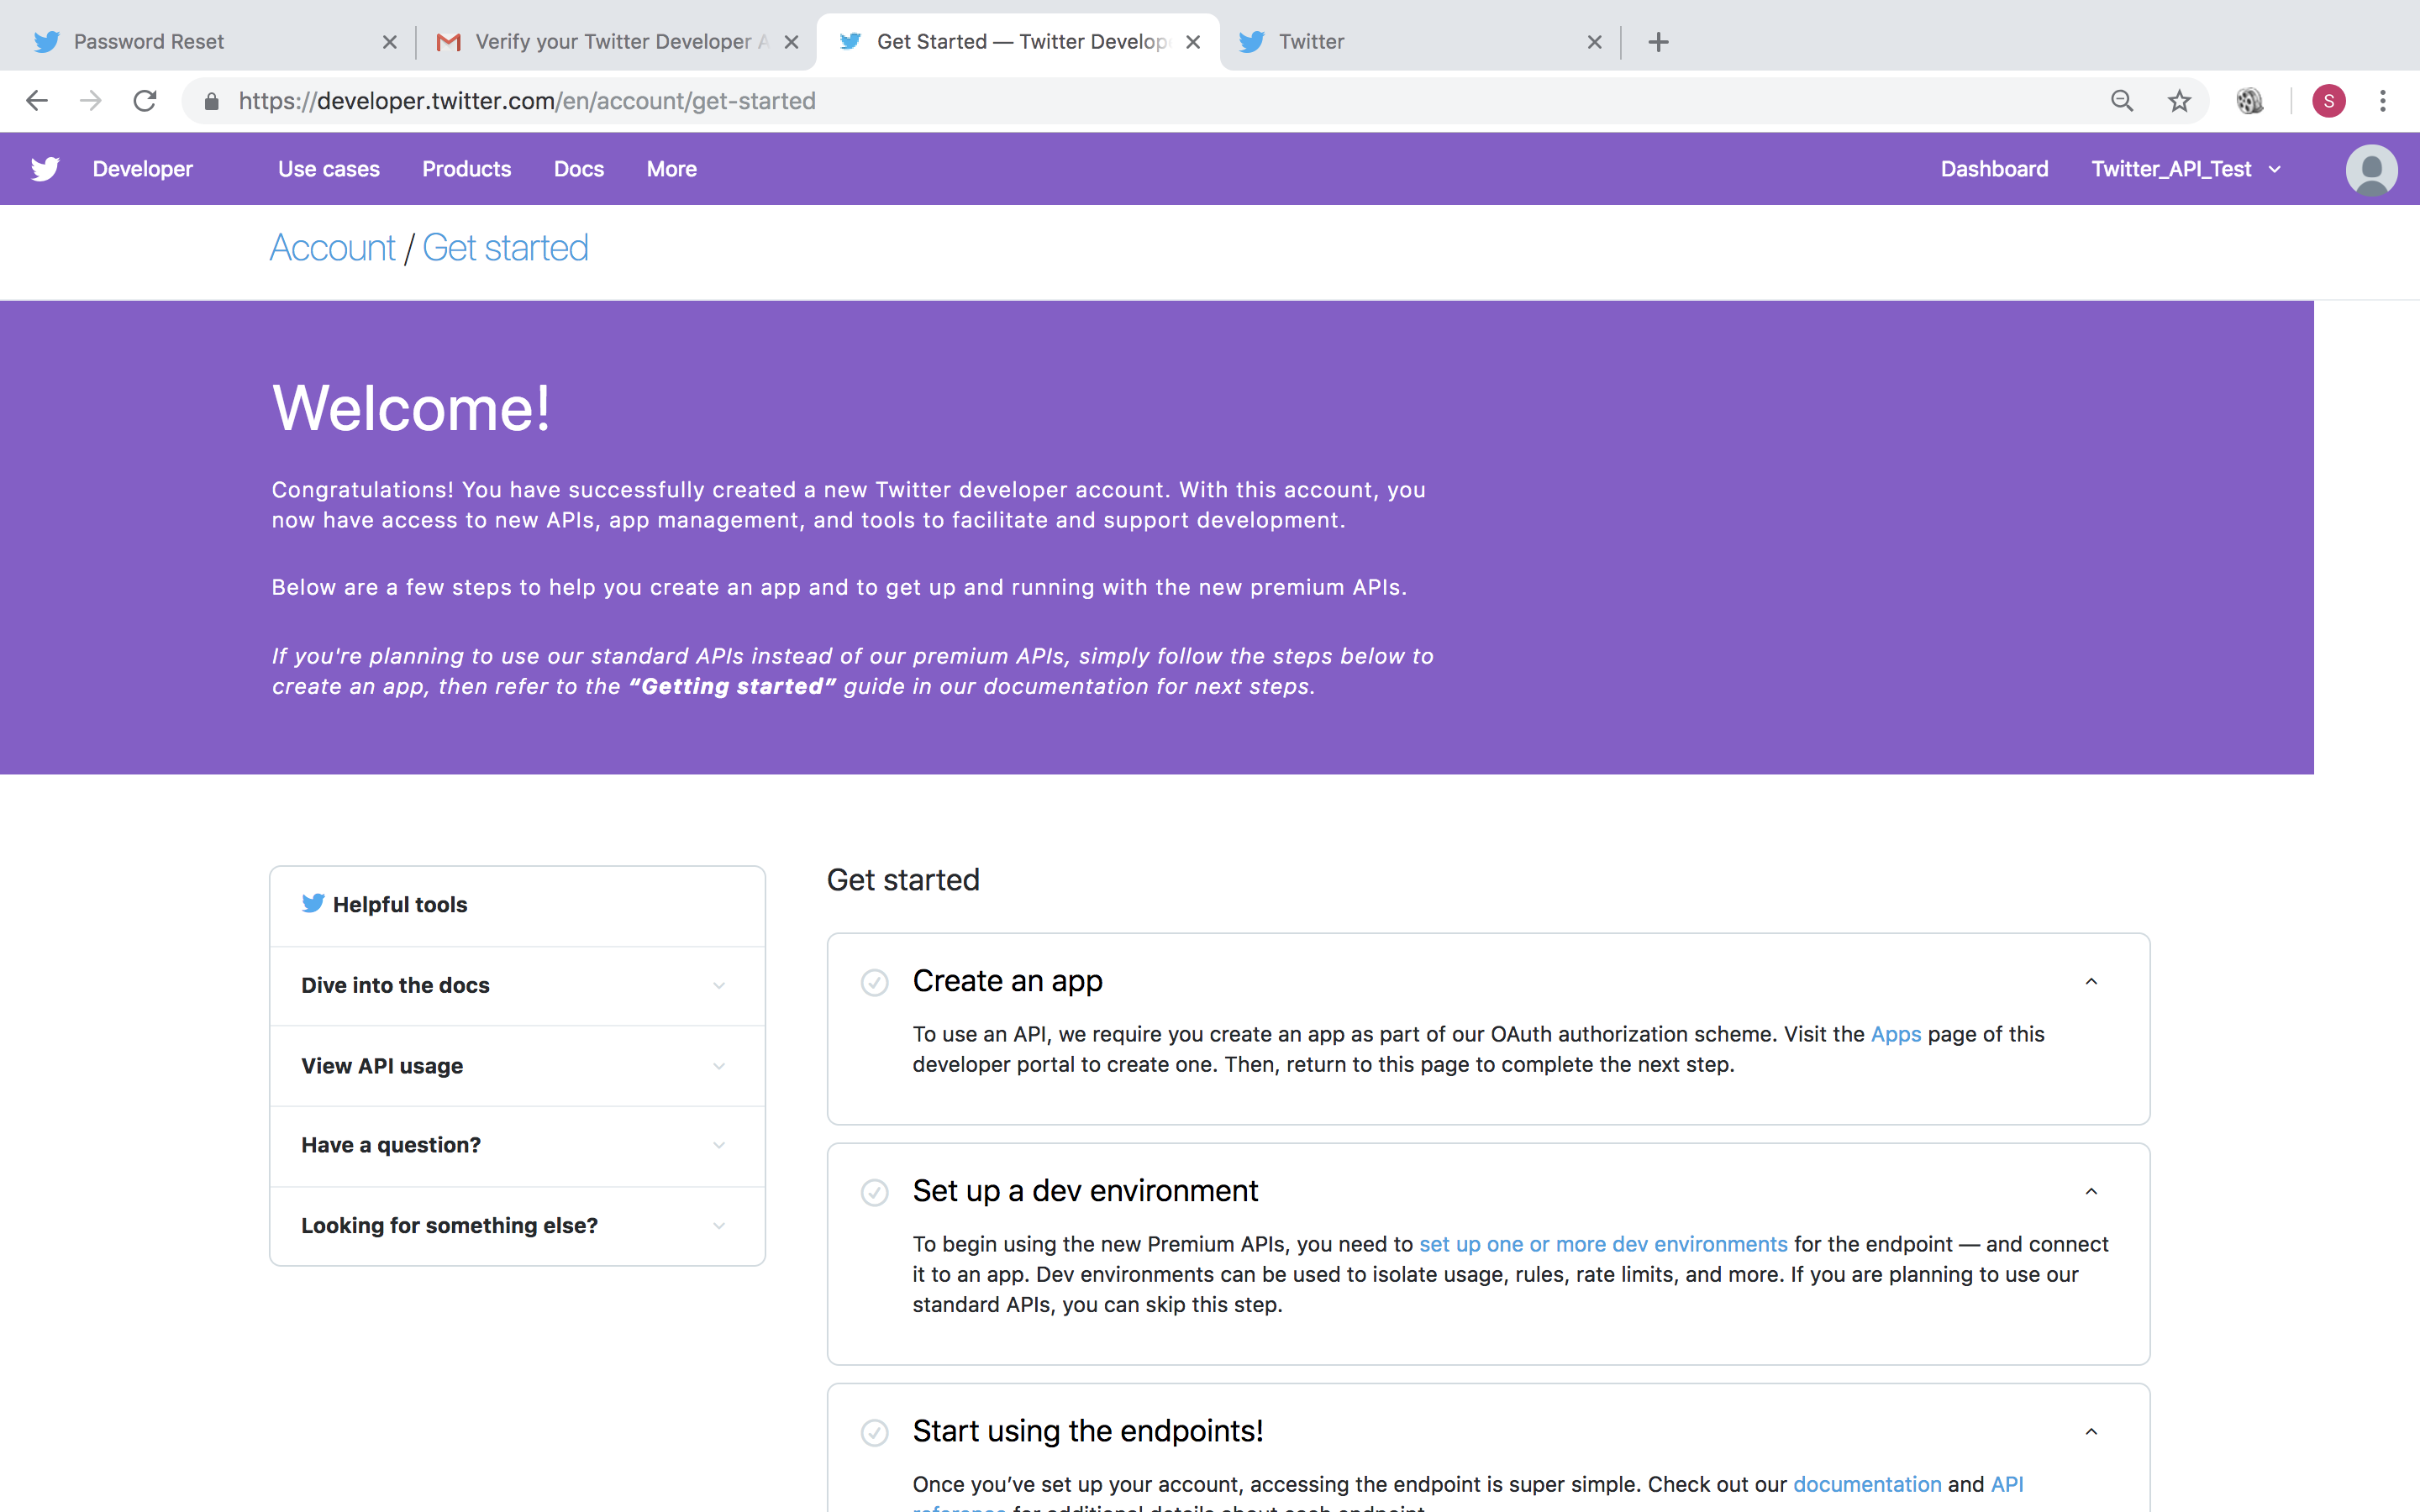 Password Reset
Verify your Twitter Developer A
Get Started — Twitter Develop
Twitter
https://developer.twitter.com/en/account/get-started
S
Developer
Use cases
Products
Docs
More
Dashboard
Twitter_API_Test
Account / Get started
Welcome!
Congratulations! You have successfully created a new Twitter developer account. With this account, you
now have access to new APIs, app management, and tools to facilitate and support development.
Below are a few steps to help you create an app and to get up and running with the new premium APIs.
If you're planning to use our standard APIs instead of our premium APIs, simply follow the steps below to
create an app, then refer to the “Getting started” guide in our documentation for next steps.
Helpful tools
Dive into the docs
View API usage
Have a question?
Looking for something else?
Get started
Create an app
To use an API, we require you create an app as part of our OAuth authorization scheme. Visit the Apps page of this
developer portal to create one. Then, return to this page to complete the next step.
Set up a dev environment
To begin using the new Premium APIs, you need to set up one or more dev environments for the endpoint — and connect
it to an app. Dev environments can be used to isolate usage, rules, rate limits, and more. If you are planning to use our
standard APIs, you can skip this step.
Start using the endpoints!
Once you’ve set up your account, accessing the endpoint is super simple. Check out our documentation and API
reference for additional details about each endpoint.